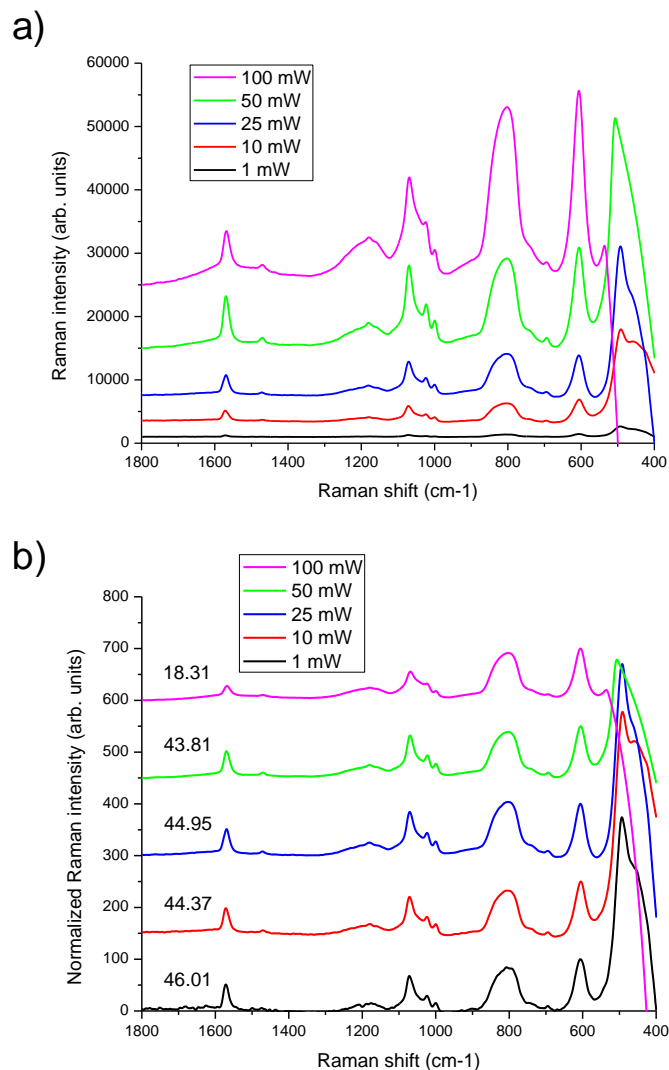 a)
60000
50000
40000
30000
20000
10000
0
Raman intensity (arb. units)
100 mW
50 mW
25 mW
10 mW
1 mW
1800 1600 1400 1200 1000 800 600 400
Raman shift (cm-1)
b)
800
700
600
500
400
300
200
100
0
Normalized Raman intensity (arb. units)
100 mW
50 mW
25 mW
10 mW
1 mW
18.31
43.81
44.95
44.37
46.01
1800 1600 1400 1200 1000 800 600 400
Raman shift (cm-1)